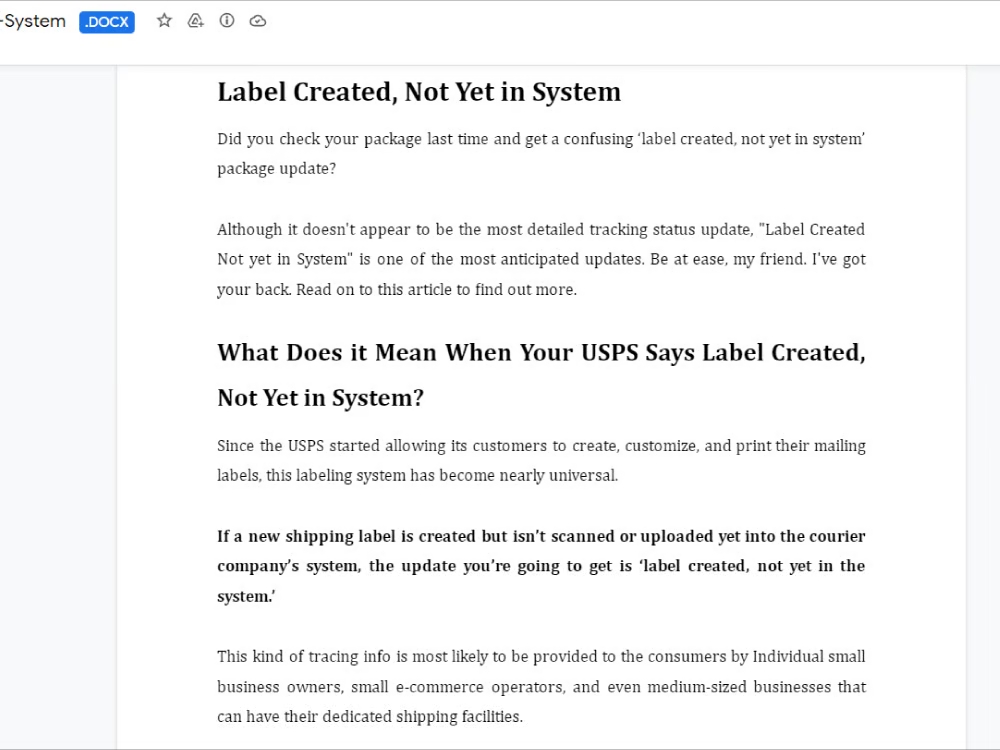 -System .DOCX
Label Created, Not Yet in System
Did you check your package last time and get a confusing ‘label created, not yet in system’
package update?
Although it doesn't appear to be the most detailed tracking status update, "Label Created
Not yet in System" is one of the most anticipated updates. Be at ease, my friend. I've got
your back. Read on to this article to find out more.
What Does it Mean When Your USPS Says Label Created,
Not Yet in System?
Since the USPS started allowing its customers to create, customize, and print their mailing
labels, this labeling system has become nearly universal.
If a new shipping label is created but isn’t scanned or uploaded yet into the courier
company’s system, the update you’re going to get is ‘label created, not yet in the
system.’
This kind of tracing info is most likely to be provided to the consumers by Individual small
business owners, small e-commerce operators, and even medium-sized businesses that
can have their dedicated shipping facilities.